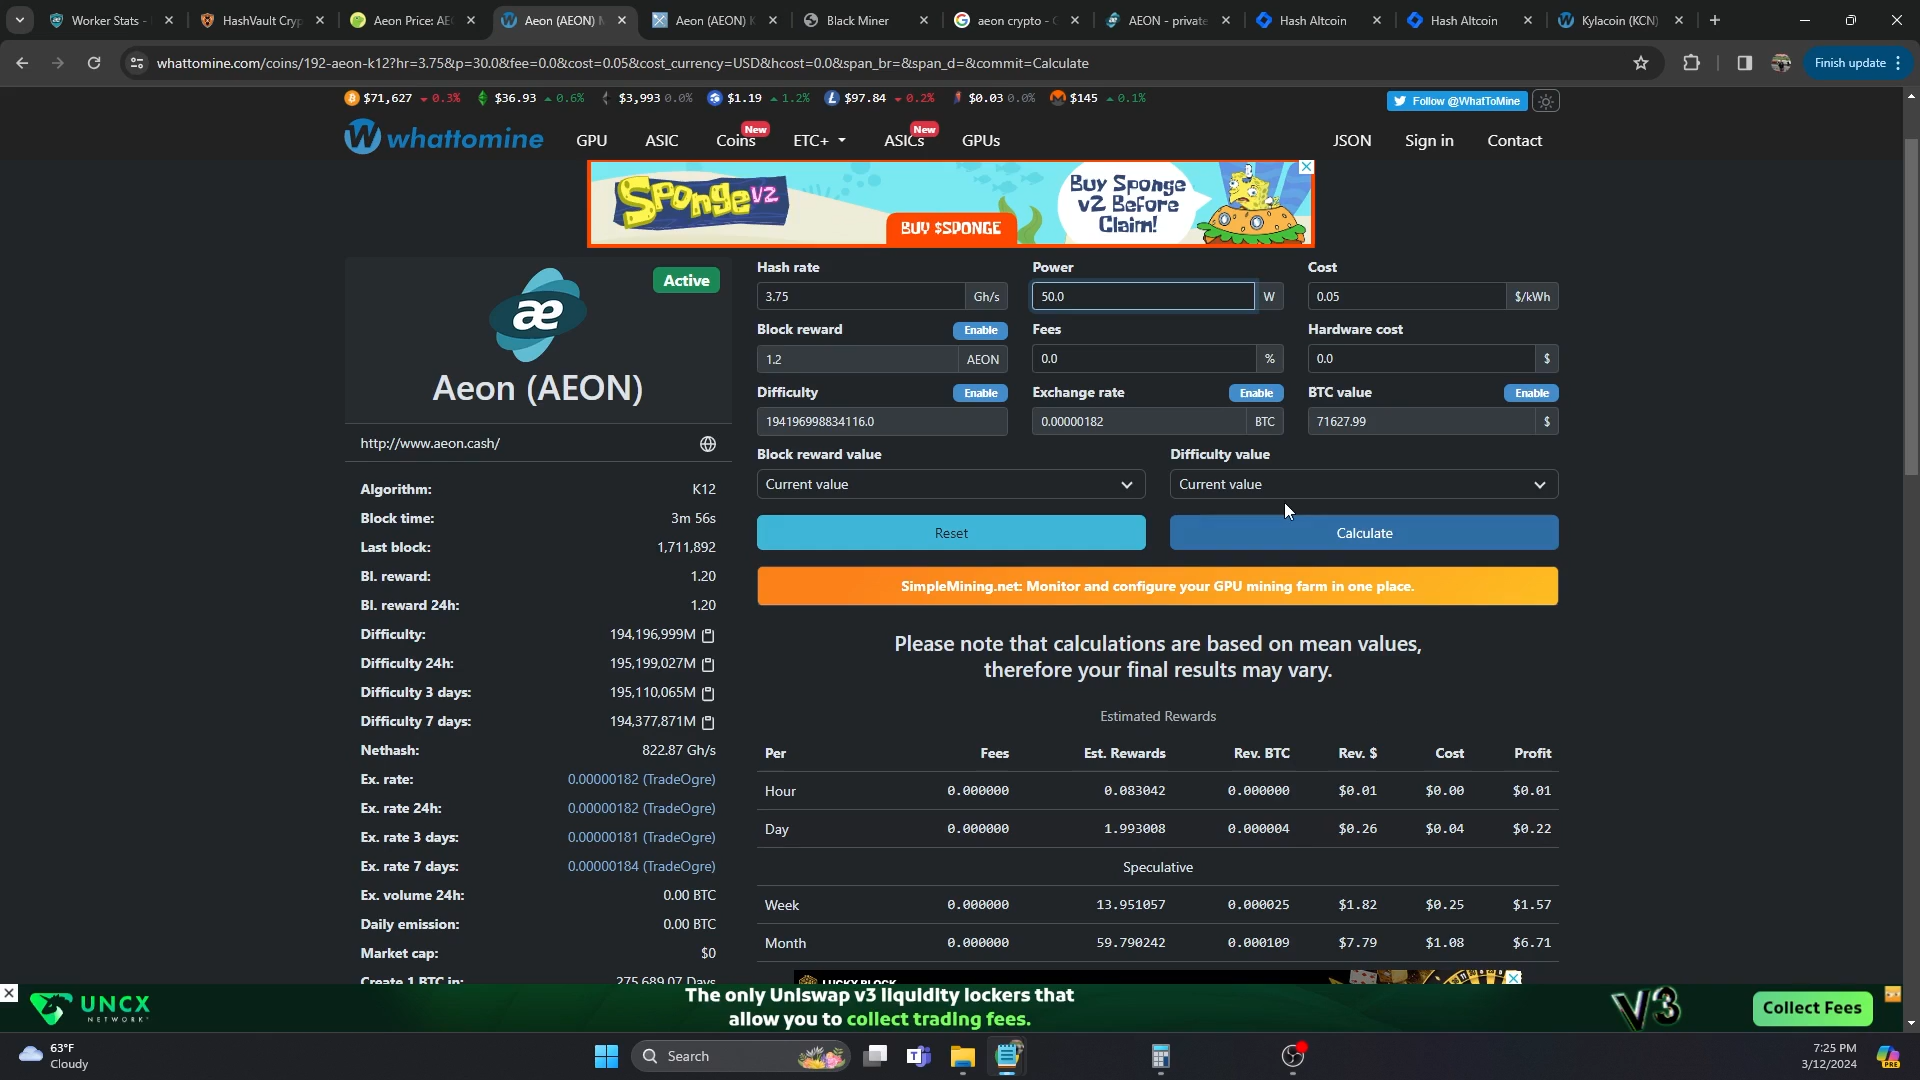 Worker Stats -
HashVault Cryp
Aeon Price: AE
Aeon (AEON) M
Aeon (AEON) K
Black Miner
aeon crypto -
AEON - private
Hash Altcoin
Hash Altcoin
Kylacoin (KCN)
whattomine.com/coins/192-aeon-k12?hr=3.75&p=30.0&fee=0.0&cost=0.05&cost_currency=USD&hcost=0.0&span_br=&span_d=&commit=Calculate
Finish update
$71,627 0.3% $36.93 0.6% $3,993 0.0% $1.19 1.2% $97.84 0.2% $0.03 0.0% $145 0.1%
Follow @WhatToMine
whattomine
GPU
ASIC
Coins
New
ETC+
ASICs
New
GPUs
JSON
Sign in
Contact
Sponge V2
BUY $SPONGE
Buy Sponge
v2 Before
Claim!
Active
æ
Aeon (AEON)
http://www.aeon.cash/
Algorithm: K12
Block time: 3m 56s
Last block: 1,711,892
Bl. reward: 1.20
Bl. reward 24h: 1.20
Difficulty: 194,196,999M
Difficulty 24h: 195,199,027M
Difficulty 3 days: 195,110,065M
Difficulty 7 days: 194,377,871M
Nethash: 822.87 Gh/s
Ex. rate: 0.00000182 (TradeOgre)
Ex. rate 24h: 0.00000182 (TradeOgre)
Ex. rate 3 days: 0.00000181 (TradeOgre)
Ex. rate 7 days: 0.00000184 (TradeOgre)
Ex. volume 24h: 0.00 BTC
Daily emission: 0.00 BTC
Market cap: $0
Create 1 BTC in: 275,689.07 Days
Hash rate Power Cost
3.75 Gh/s 50.0 W 0.05 $/kWh
Block reward Enable Fees Hardware cost
1.2 AEON 0.0 % 0.0 $
Difficulty Enable Exchange rate Enable BTC value Enable
194196998834116.0 0.00000182 BTC 71627.99 $
Block reward value Difficulty value
Current value Current value
Reset Calculate
SimpleMining.net: Monitor and configure your GPU mining farm in one place.
Please note that calculations are based on mean values,
therefore your final results may vary.
Estimated Rewards
Per Fees Est. Rewards Rev. BTC Rev. $ Cost Profit
Hour 0.000000 0.083042 0.000000 $0.01 $0.00 $0.01
Day 0.000000 1.993008 0.000004 $0.26 $0.04 $0.22
Speculative
Week 0.000000 13.951057 0.000025 $1.82 $0.25 $1.57
Month 0.000000 59.790242 0.000109 $7.79 $1.08 $6.71
LUCKY BLOCK
UNCX
NETWORK
The only Uniswap v3 liquidity lockers that
allow you to collect trading fees.
V3
Collect Fees
63°F
Cloudy
Search
7:25 PM
3/12/2024